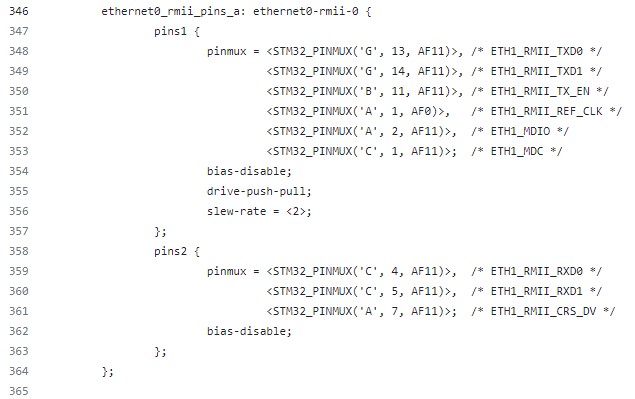 346 ethernet0_rmii_pins_a: ethernet0-rmii-0 {
347 pins1 {
348 pinmux = <STM32_PINMUX('G', 13, AF11)>, /* ETH1_RMII_TXD0 */
349 <STM32_PINMUX('G', 14, AF11)>, /* ETH1_RMII_TXD1 */
350 <STM32_PINMUX('B', 11, AF11)>, /* ETH1_RMII_TX_EN */
351 <STM32_PINMUX('A', 1, AF0)>, /* ETH1_RMII_REF_CLK */
352 <STM32_PINMUX('A', 2, AF11)>, /* ETH1_MDIO */
353 <STM32_PINMUX('C', 1, AF11)>; /* ETH1_MDC */
354 bias-disable;
355 drive-push-pull;
356 slew-rate = <2>;
357 };
358 pins2 {
359 pinmux = <STM32_PINMUX('C', 4, AF11)>, /* ETH1_RMII_RXD0 */
360 <STM32_PINMUX('C', 5, AF11)>, /* ETH1_RMII_RXD1 */
361 <STM32_PINMUX('A', 7, AF11)>; /* ETH1_RMII_CRS_DV */
362 bias-disable;
363 };
364 };
365